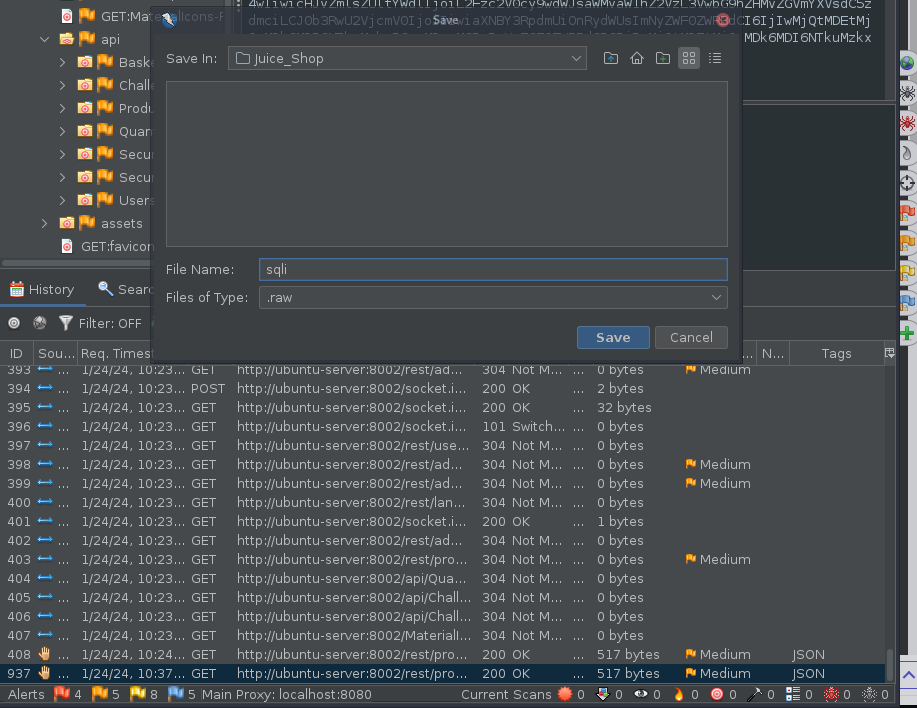 GET:MaterialIcons-R
api
Bask
Chall
Produ
Quan
Secu
Secu
Users
assets
GET:favicon
Save
Save In:
Juice_Shop
File Name:
sqli
Files of Type:
.raw
Save
Cancel
History
Searc
Filter: OFF
ID Sou... Req. Times ... N... Tags
393 ... 1/24/24, 10:23... GET http://ubuntu-server:8002/rest/ad... 304 Not M... ... 0 bytes Medium
394 ... 1/24/24, 10:23... POST http://ubuntu-server:8002/socket.i... 200 OK ... 2 bytes
395 ... 1/24/24, 10:23... GET http://ubuntu-server:8002/socket.i... 200 OK ... 32 bytes
396 ... 1/24/24, 10:23... GET http://ubuntu-server:8002/socket.i... 101 Switch... ... 0 bytes
397 ... 1/24/24, 10:23... GET http://ubuntu-server:8002/rest/use... 304 Not M... ... 0 bytes
398 ... 1/24/24, 10:23... GET http://ubuntu-server:8002/rest/ad... 304 Not M... ... 0 bytes Medium
399 ... 1/24/24, 10:23... GET http://ubuntu-server:8002/rest/ad... 304 Not M... ... 0 bytes Medium
400 ... 1/24/24, 10:23... GET http://ubuntu-server:8002/rest/lan... 304 Not M... ... 0 bytes
401 ... 1/24/24, 10:23... GET http://ubuntu-server:8002/socket.i... 200 OK ... 1 bytes
402 ... 1/24/24, 10:23... GET http://ubuntu-server:8002/rest/ad... 304 Not M... ... 0 bytes
403 ... 1/24/24, 10:23... GET http://ubuntu-server:8002/rest/pro... 304 Not M... ... 0 bytes Medium
404 ... 1/24/24, 10:23... GET http://ubuntu-server:8002/api/Qua... 304 Not M... ... 0 bytes
405 ... 1/24/24, 10:23... GET http://ubuntu-server:8002/api/Chall... 304 Not M... ... 0 bytes
406 ... 1/24/24, 10:23... GET http://ubuntu-server:8002/api/Chall... 304 Not M... ... 0 bytes
407 ... 1/24/24, 10:23... GET http://ubuntu-server:8002/MaterialI... 304 Not M... ... 0 bytes
408 ... 1/24/24, 10:24... GET http://ubuntu-server:8002/rest/pro... 200 OK ... 517 bytes Medium JSON
937 ... 1/24/24, 10:37... GET http://ubuntu-server:8002/rest/pro... 200 OK ... 517 bytes Medium JSON
Alerts 4 5 8 5 Main Proxy: localhost:8080 Current Scans 0 0 0 0 0 0 0 0 0